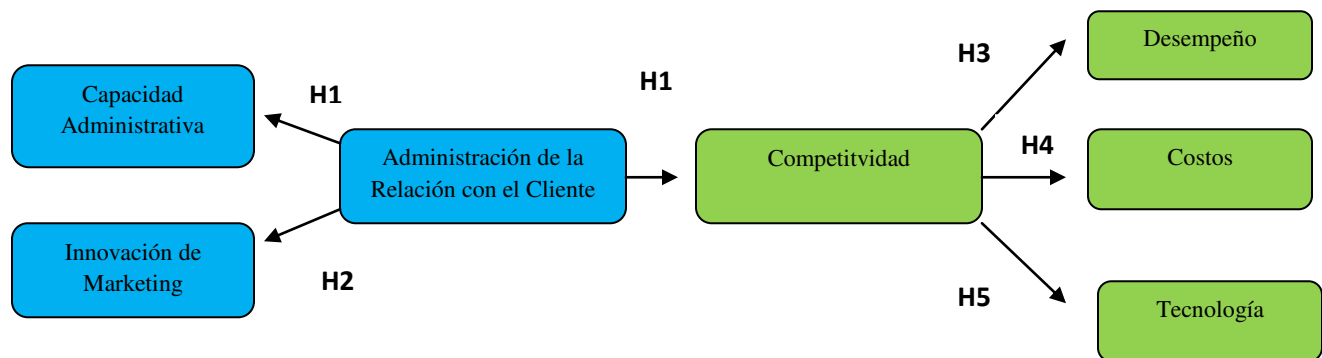 Capacidad
Administrativa
H1
Innovación de
Marketing
H2
Administración de la
Relación con el Cliente
H1
Competitvidad
H3
Desempeño
H4
Costos
H5
Tecnología